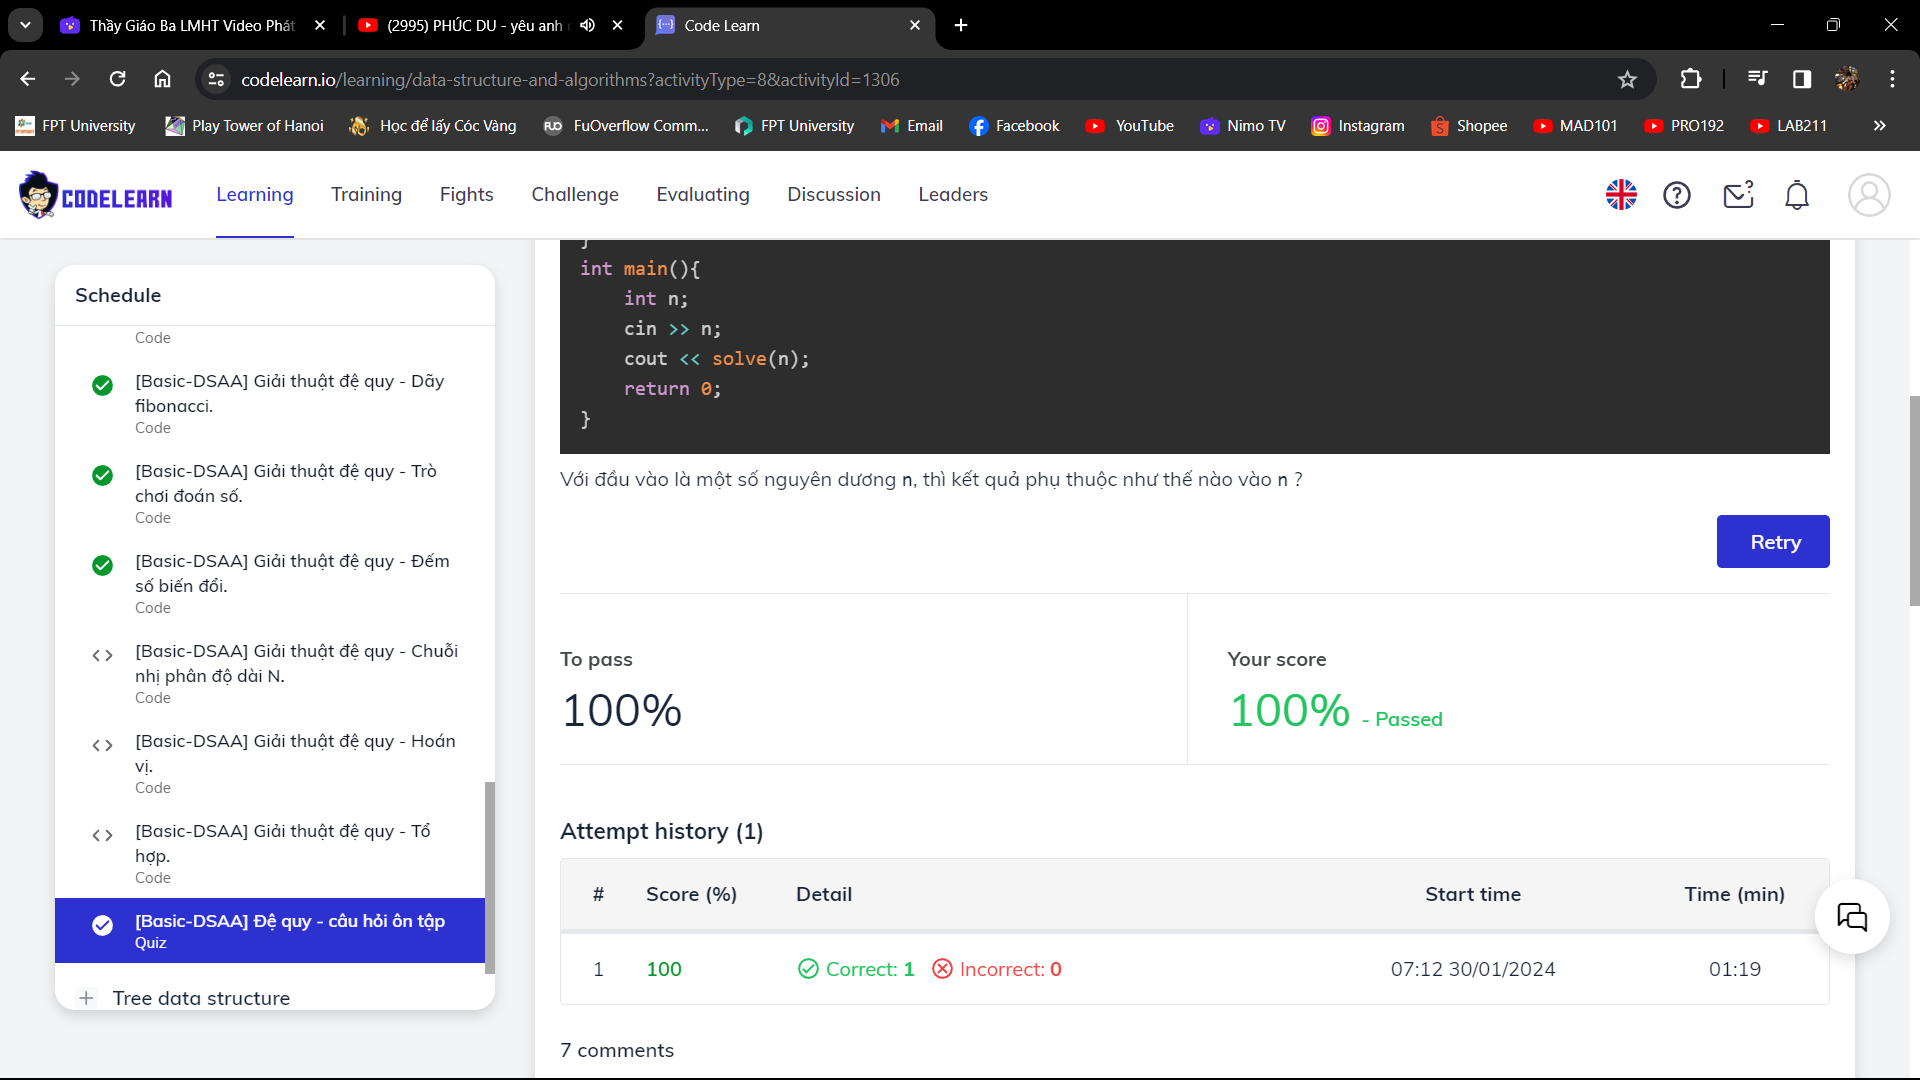 Thầy Giáo Ba LMHT Video Phát
(2995) PHÚC DU - yêu anh
Code Learn
codelearn.io/learning/data-structure-and-algorithms?activityType=8&activityId=1306
FPT University
Play Tower of Hanoi
Học để lấy Cóc Vàng
FuOverflow Comm...
FPT University
Email
Facebook
YouTube
Nimo TV
Instagram
Shopee
MAD101
PRO192
LAB211
CODELEARN
Learning
Training
Fights
Challenge
Evaluating
Discussion
Leaders
Schedule
Code
[Basic-DSAA] Giải thuật đệ quy - Dãy
fibonacci.
Code
[Basic-DSAA] Giải thuật đệ quy - Trò
chơi đoán số.
Code
[Basic-DSAA] Giải thuật đệ quy - Đếm
số biến đổi.
Code
[Basic-DSAA] Giải thuật đệ quy - Chuỗi
nhị phân độ dài N.
Code
[Basic-DSAA] Giải thuật đệ quy - Hoán
vị.
Code
[Basic-DSAA] Giải thuật đệ quy - Tổ
hợp.
Code
[Basic-DSAA] Đệ quy - câu hỏi ôn tập
Quiz
+ Tree data structure
}
int main(){
    int n;
    cin >> n;
    cout << solve(n);
    return 0;
}
Với đầu vào là một số nguyên dương n, thì kết quả phụ thuộc như thế nào vào n ?
Retry
To pass
100%
Your score
100% - Passed
Attempt history (1)
# Score (%) Detail Start time Time (min)
1 100 Correct: 1 Incorrect: 0 07:12 30/01/2024 01:19
7 comments